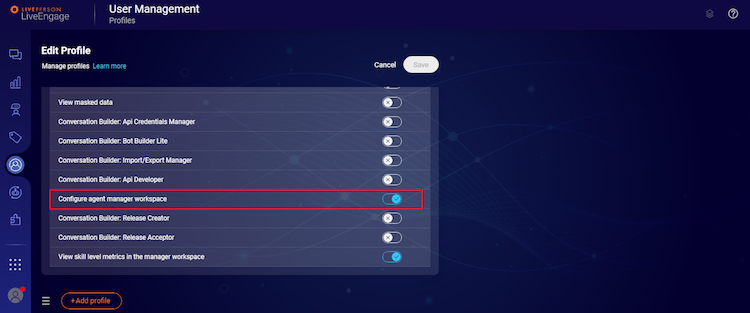 LIVEPERSON
LiveEngage
User Management
Profiles
Edit Profile
Manage profiles Learn more
Cancel
Save
View masked data
Conversation Builder: Api Credentials Manager
Conversation Builder: Bot Builder Lite
Conversation Builder: Import/Export Manager
Conversation Builder: Api Developer
Configure agent manager workspace
Conversation Builder: Release Creator
Conversation Builder: Release Acceptor
View skill level metrics in the manager workspace
+Add profile